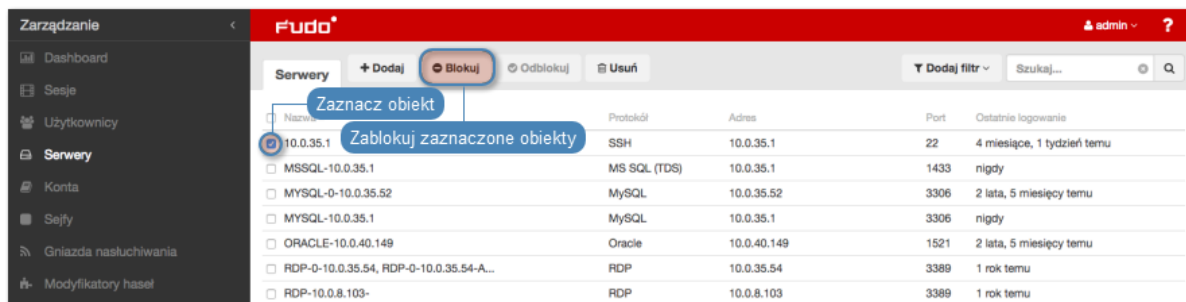 Zarządzanie
Fudo
admin
?
Dashboard
Sesje
Użytkownicy
Serwery
Konta
Sejfy
Gniazda nasłuchiwania
Modyfikatory haseł
Serwery
+ Dodaj
Blokuj
Odblokuj
Usuń
Dodaj filtr
Szukaj...
Zaznacz obiekt
Zablokuj zaznaczone obiekty
Nazwa Protokół Adres Port Ostatnie logowanie
10.0.35.1 SSH 10.0.35.1 22 4 miesiące, 1 tydzień temu
MSSQL-10.0.35.1 MS SQL (TDS) 10.0.35.1 1433 nigdy
MYSQL-0-10.0.35.52 MySQL 10.0.35.52 3306 2 lata, 5 miesięcy temu
MYSQL-10.0.35.1 MySQL 10.0.35.1 3306 nigdy
ORACLE-10.0.40.149 Oracle 10.0.40.149 1521 2 lata, 5 miesięcy temu
RDP-0-10.0.35.54, RDP-0-10.0.35.54-A... RDP 10.0.35.54 3389 1 rok temu
RDP-10.0.8.103- RDP 10.0.8.103 3389 1 rok temu